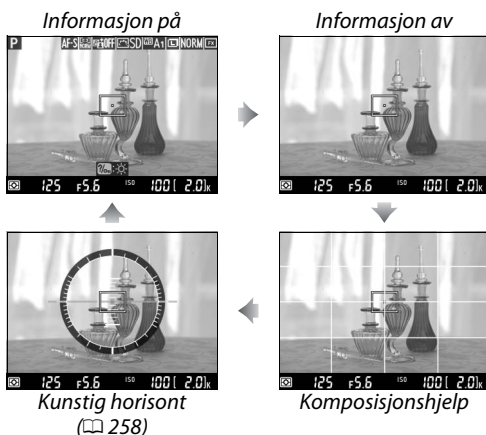 Informasjon på
Informasjon av
P AF-S OFF SD A1 NORM FX
125 F5.6 ISO 100 [ 2.0]K
125 F5.6 ISO 100 [ 2.0]K
125 F5.6 ISO 100 [ 2.0]K
125 F5.6 ISO 100 [ 2.0]K
Kunstig horisont
(258)
Komposisjonshjelp